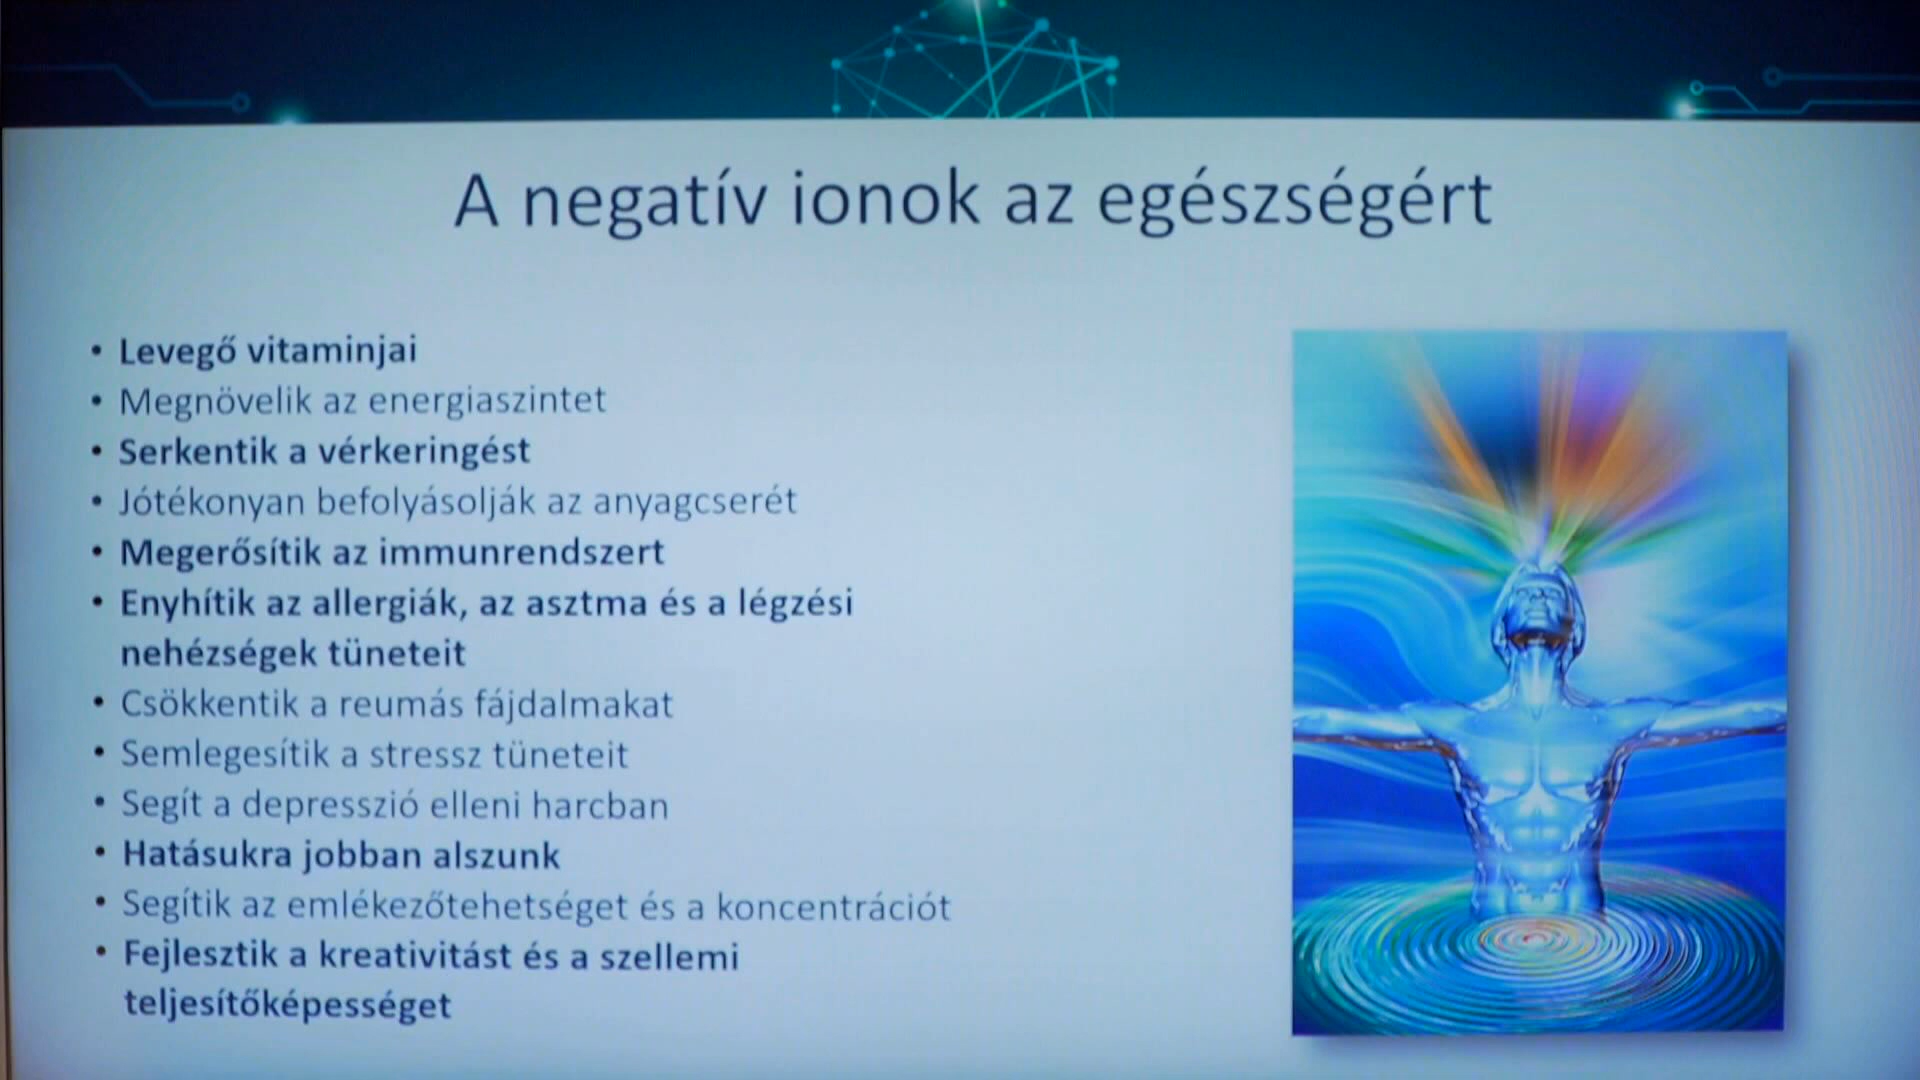 A negatív ionok az egészségért
• Levegő vitaminjai
• Megnövelik az energiaszintet
• Serkentik a vérkeringést
• Jótékonyan befolyásolják az anyagcserét
• Megerősítik az immunrendszert
• Enyhítik az allergiák, az asztma és a légzési
nehézségek tüneteit
• Csökkentik a reumás fájdalmakat
• Semlegesítik a stressz tüneteit
• Segít a depresszió elleni harcban
• Hatásukra jobban alszunk
• Segítik az emlékezőtehetséget és a koncentrációt
• Fejlesztik a kreativitást és a szellemi
teljesítőképességet